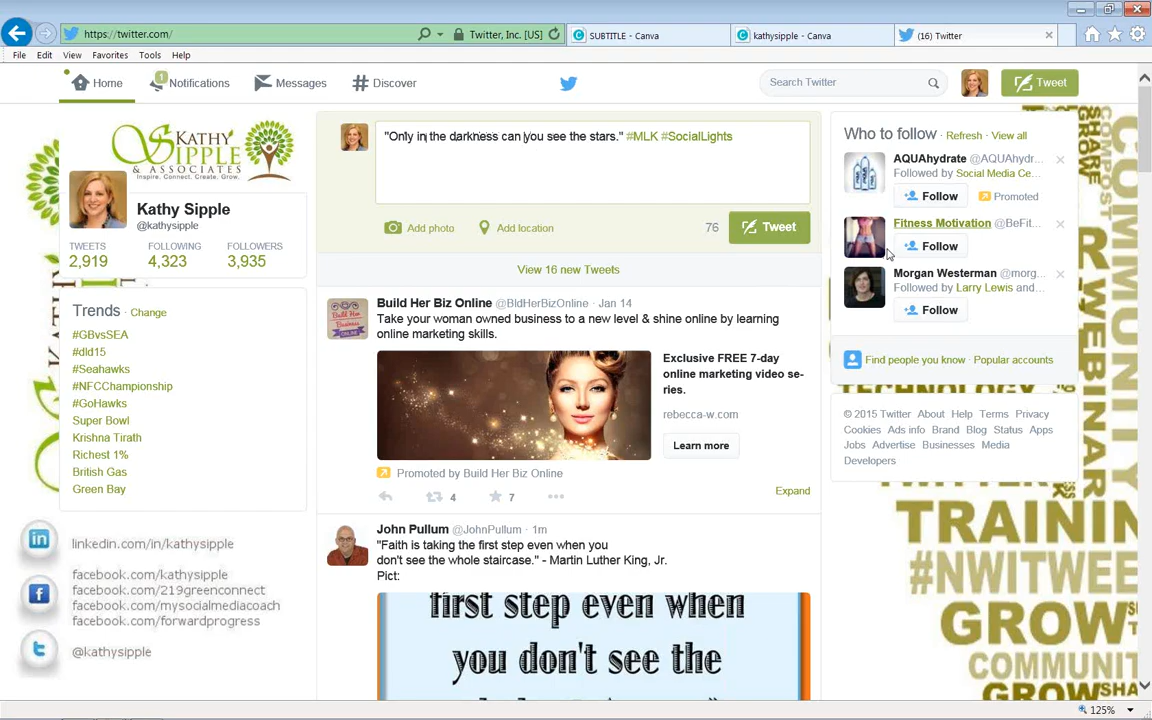 https://twitter.com/
Twitter, Inc. [US]
SUBTITLE - Canva
kathysipple - Canva
(16) Twitter
File Edit View Favorites Tools Help
Home
1
Notifications
Messages
Discover
Search Twitter
Tweet
KATHY
SIPPLE
& ASSOCIATES
Inspire. Connect. Create. Grow.
Kathy Sipple
@kathysipple
TWEETS FOLLOWING FOLLOWERS
2,919 4,323 3,935
Trends · Change
#GBvsSEA
#dld15
#Seahawks
#NFCChampionship
#GoHawks
Super Bowl
Krishna Tirath
Richest 1%
British Gas
Green Bay
linkedin.com/in/kathysipple
facebook.com/kathysipple
facebook.com/219greenconnect
facebook.com/mysocialmediacoach
facebook.com/forwardprogress
@kathysipple
"Only in the darkness can you see the stars." #MLK #SocialLights
Add photo
Add location
76
Tweet
View 16 new Tweets
Build Her Biz Online @BldHerBizOnline · Jan 14
Take your woman owned business to a new level & shine online by learning
online marketing skills.
Exclusive FREE 7-day
online marketing video se-
ries.
rebecca-w.com
Learn more
Promoted by Build Her Biz Online
4
7
Expand
John Pullum @JohnPullum · 1m
"Faith is taking the first step even when you
don't see the whole staircase." - Martin Luther King, Jr.
Pict:
first step even when
you don't see the
Who to follow · Refresh · View all
AQUAhydrate @AQUAhydr...
Followed by Social Media Ce...
Follow
Promoted
Fitness Motivation @BeFit...
Follow
Morgan Westerman @morg...
Followed by Larry Lewis and...
Follow
Find people you know · Popular accounts
© 2015 Twitter About Help Terms Privacy
Cookies Ads info Brand Blog Status Apps
Jobs Advertise Businesses Media
Developers
SHARE
COMPOST
COMMUNITY
WEBINAR
TECHNOLOGY
TRAININ
#NWITWEE
GROW
COMMUNIT
GROW
SHA
125%